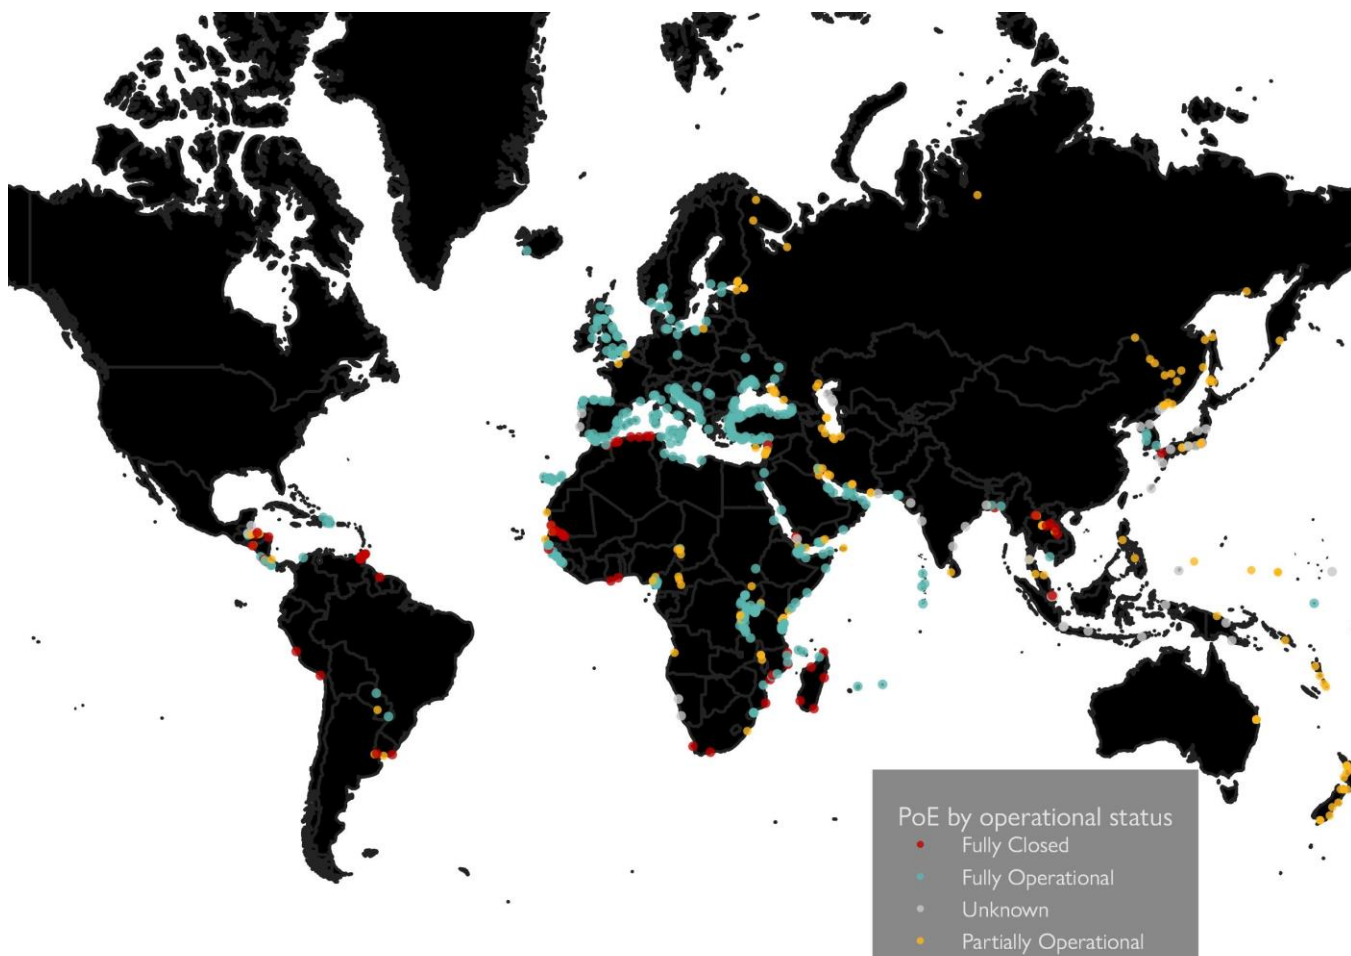 PoE by operational status
Fully Closed
Fully Operational
Unknown
Partially Operational